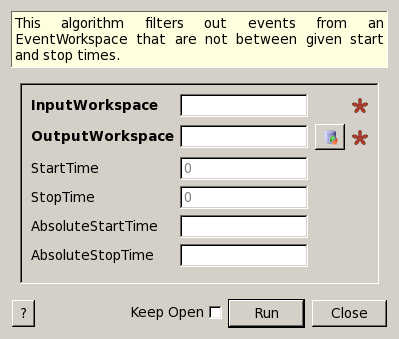 This algorithm filters out events from an
EventWorkspace that are not between given start
and stop times.
InputWorkspace
OutputWorkspace
StartTime 0
StopTime 0
AbsoluteStartTime
AbsoluteStopTime
? Keep Open Run Close